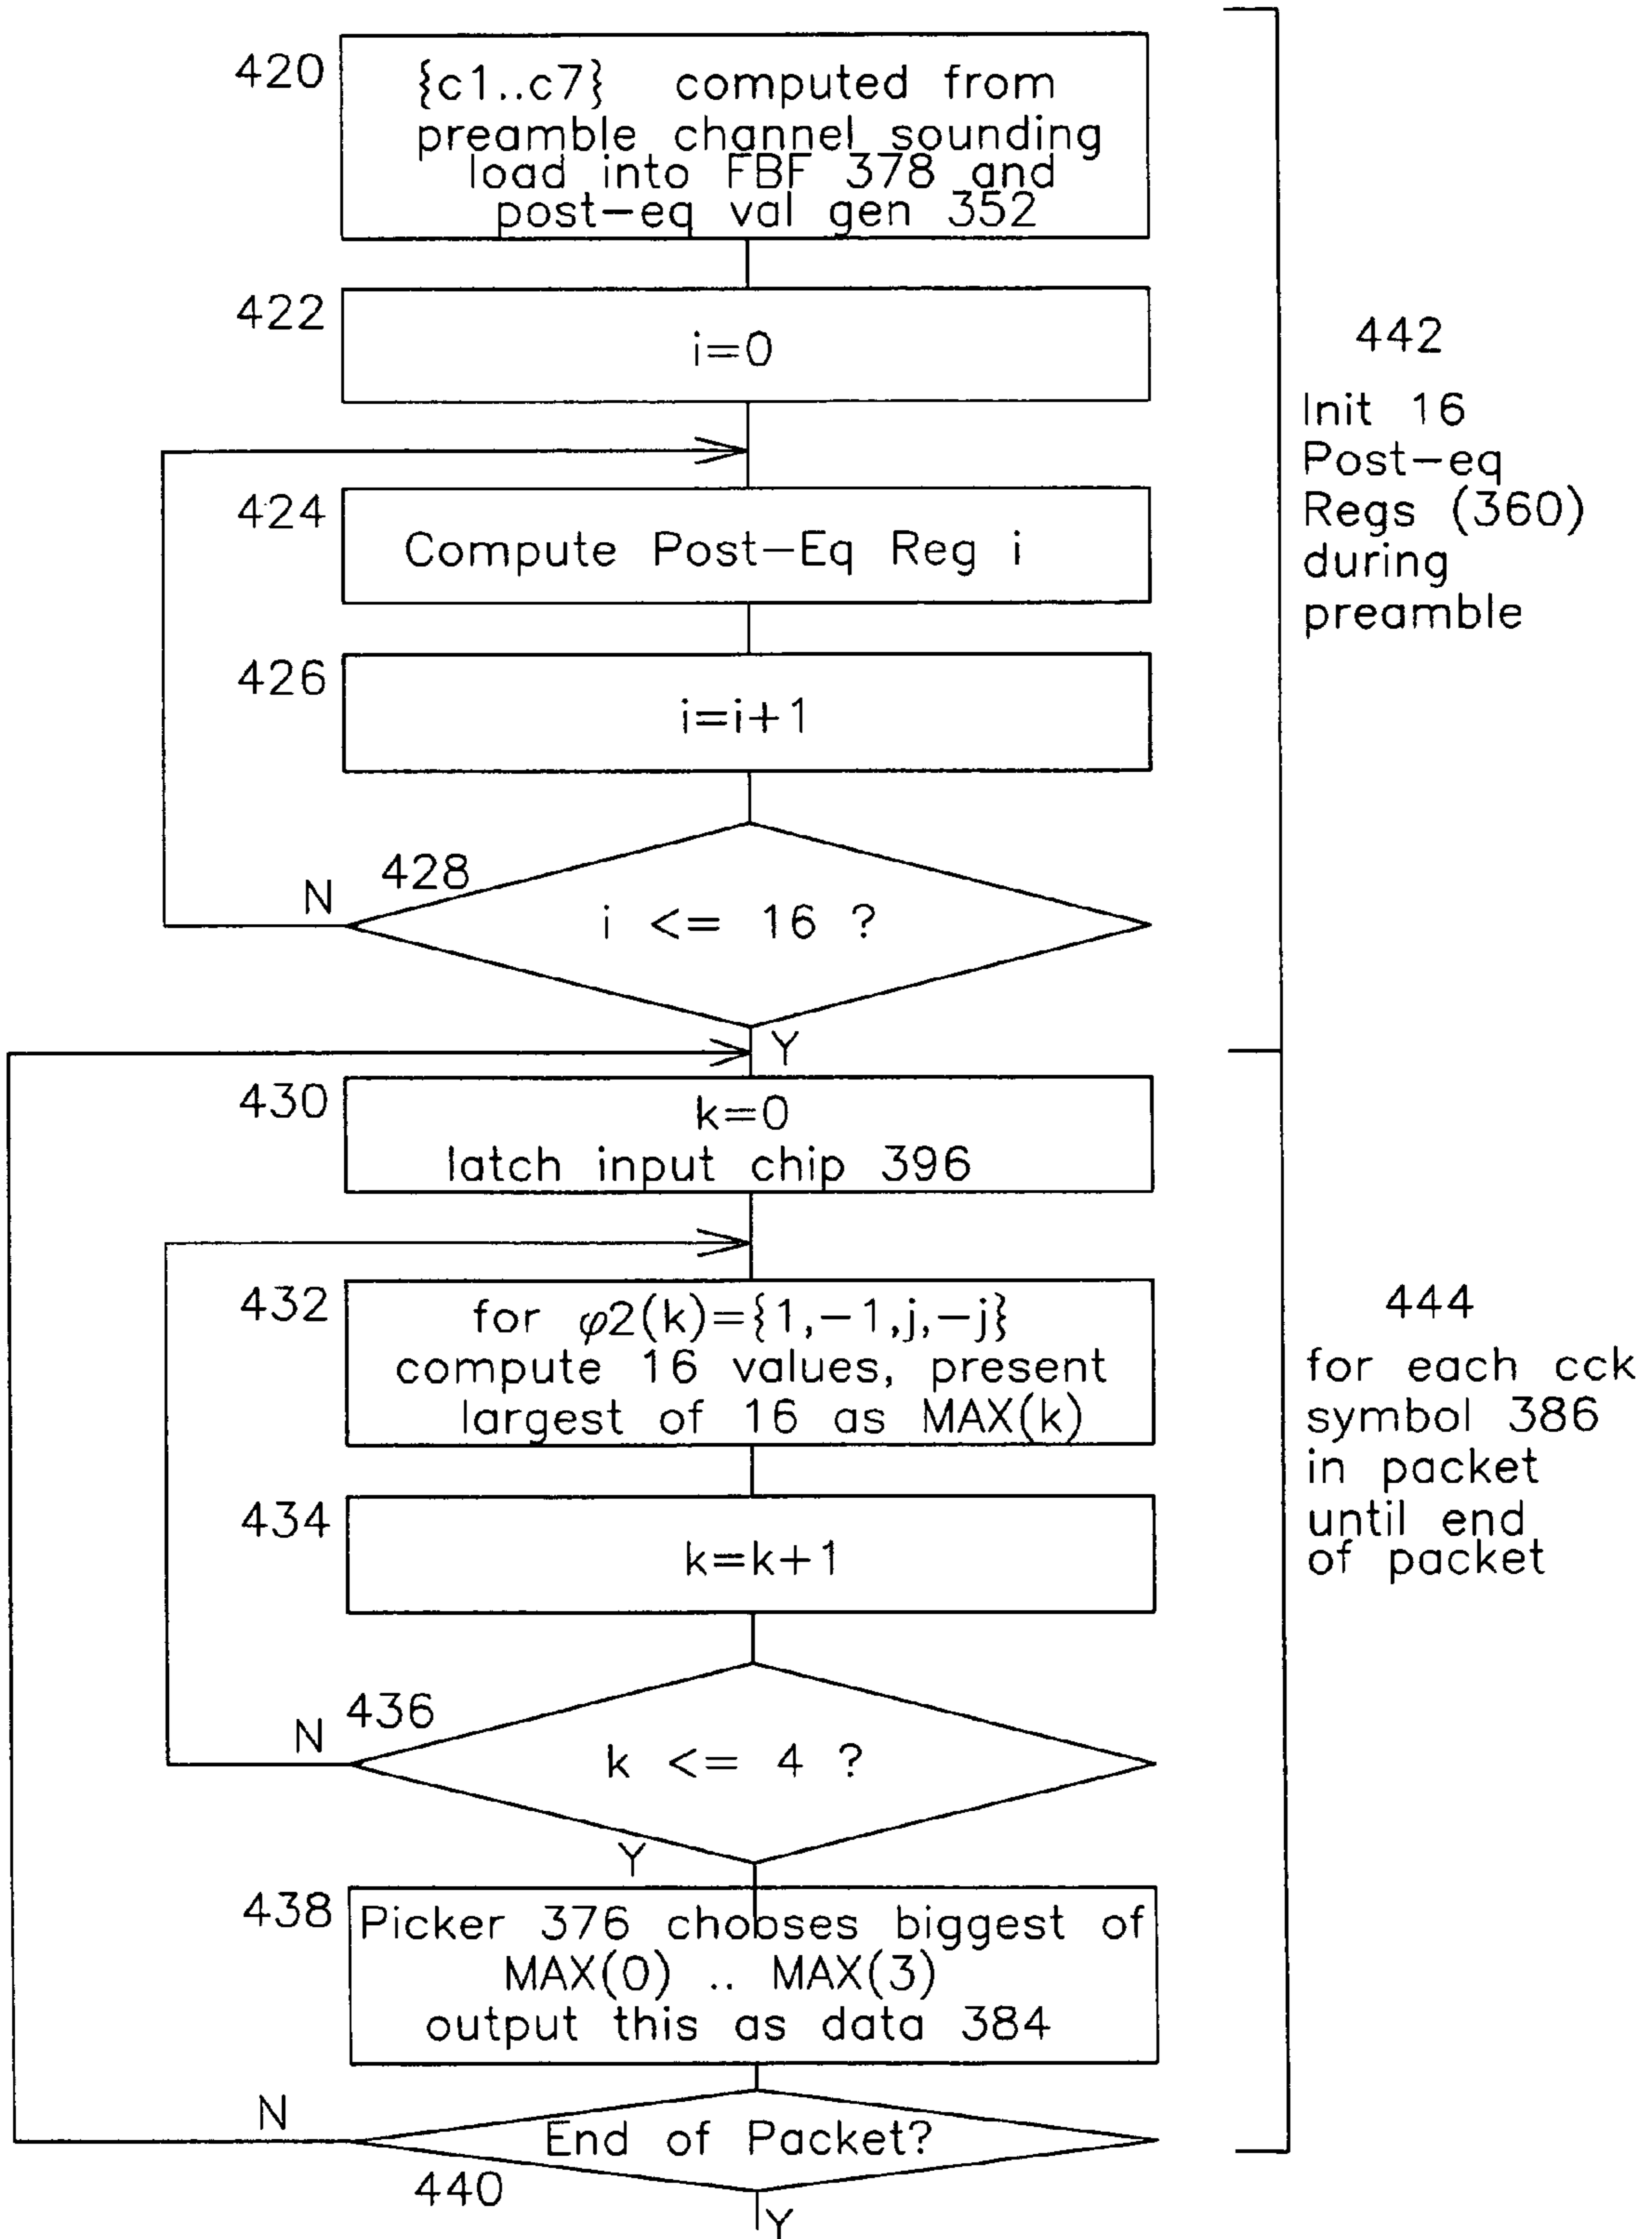 420
{c1..c7} computed from
preamble channel sounding
load into FBF 378 and
post-eq val gen 352
422
i=0
442
Init 16
Post-eq
Regs (360)
during
preamble
424
Compute Post-Eq Reg i
426
i=i+1
428
N
i <= 16 ?
Y
430
k=0
latch input chip 396
432
for φ2(k)={1,-1,j,-j}
compute 16 values, present
largest of 16 as MAX(k)
444
for each cck
symbol 386
in packet
until end
of packet
434
k=k+1
436
N
k <= 4 ?
Y
438
Picker 376 chooses biggest of
MAX(0) .. MAX(3)
output this as data 384
N
End of Packet?
440
Y